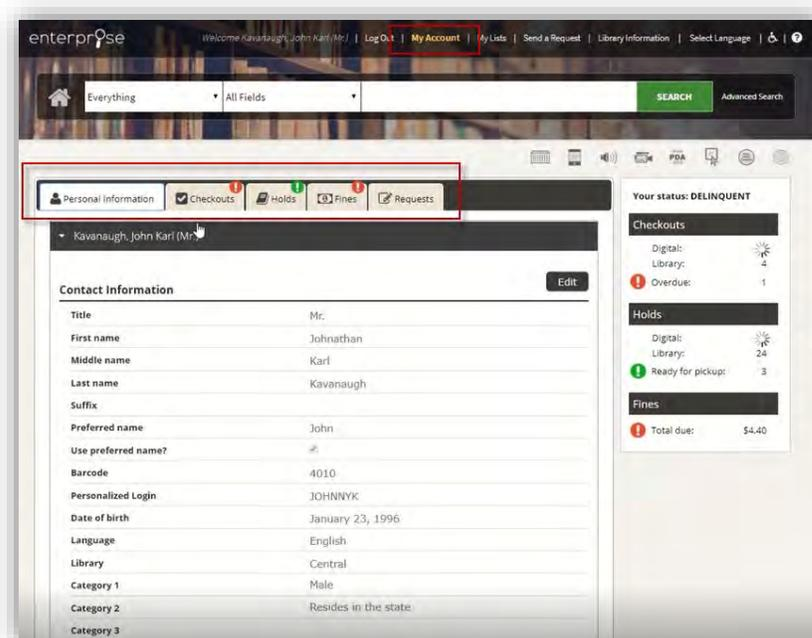 enterprise
Welcome Kavanaugh, John Karl (Mr.) | Log Out | My Account | My Lists | Send a Request | Library Information | Select Language |
Everything All Fields SEARCH Advanced Search
PDA
Personal Information Checkouts Holds Fines Requests
Kavanaugh, John Karl (Mr.)
Contact Information Edit
Title Mr.
First name Johnathan
Middle name Karl
Last name Kavanaugh
Suffix
Preferred name John
Use preferred name?
Barcode 4010
Personalized Login JOHNNYK
Date of birth January 23, 1996
Language English
Library Central
Category 1 Male
Category 2 Resides in the state
Category 3
Your status: DELINQUENT
Checkouts
Digital:
Library: 4
Overdue: 1
Holds
Digital:
Library: 24
Ready for pickup: 3
Fines
Total due: $4.40